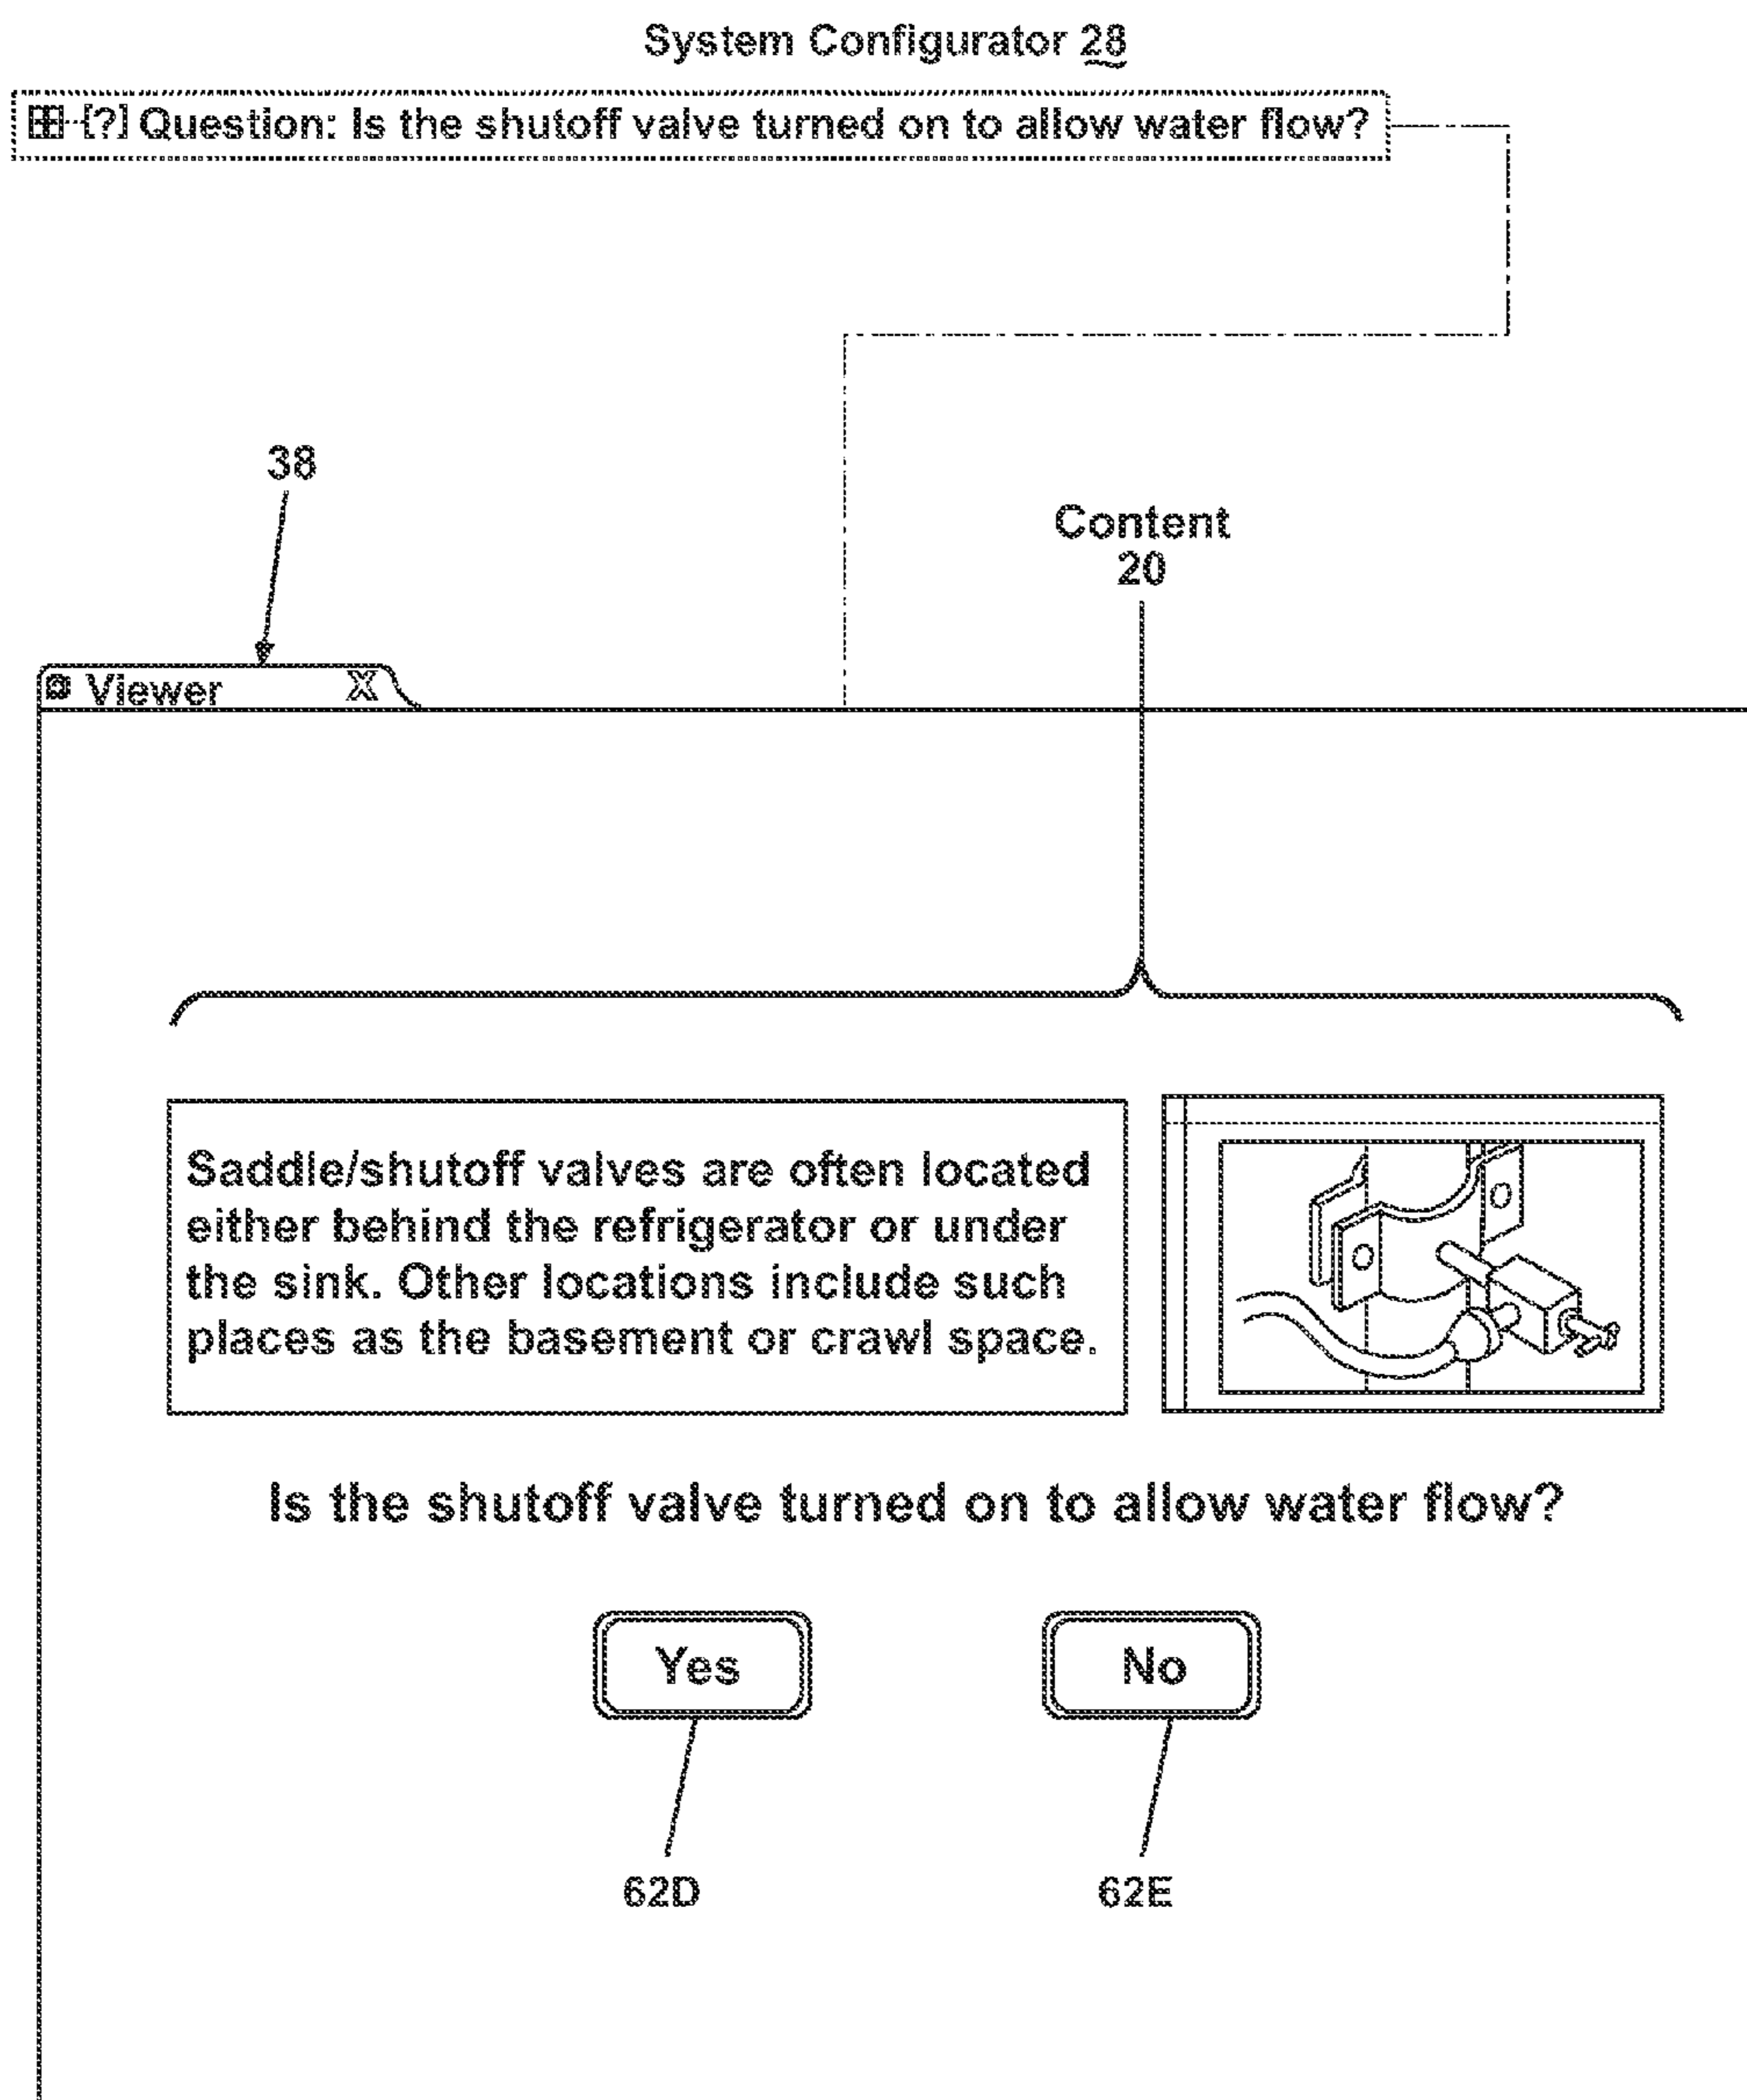 System Configurator 28
[?] Question: Is the shutoff valve turned on to allow water flow?
38
Content
20
Viewer X
Saddle/shutoff valves are often located
either behind the refrigerator or under
the sink. Other locations include such
places as the basement or crawl space.
Is the shutoff valve turned on to allow water flow?
Yes No
62D 62E